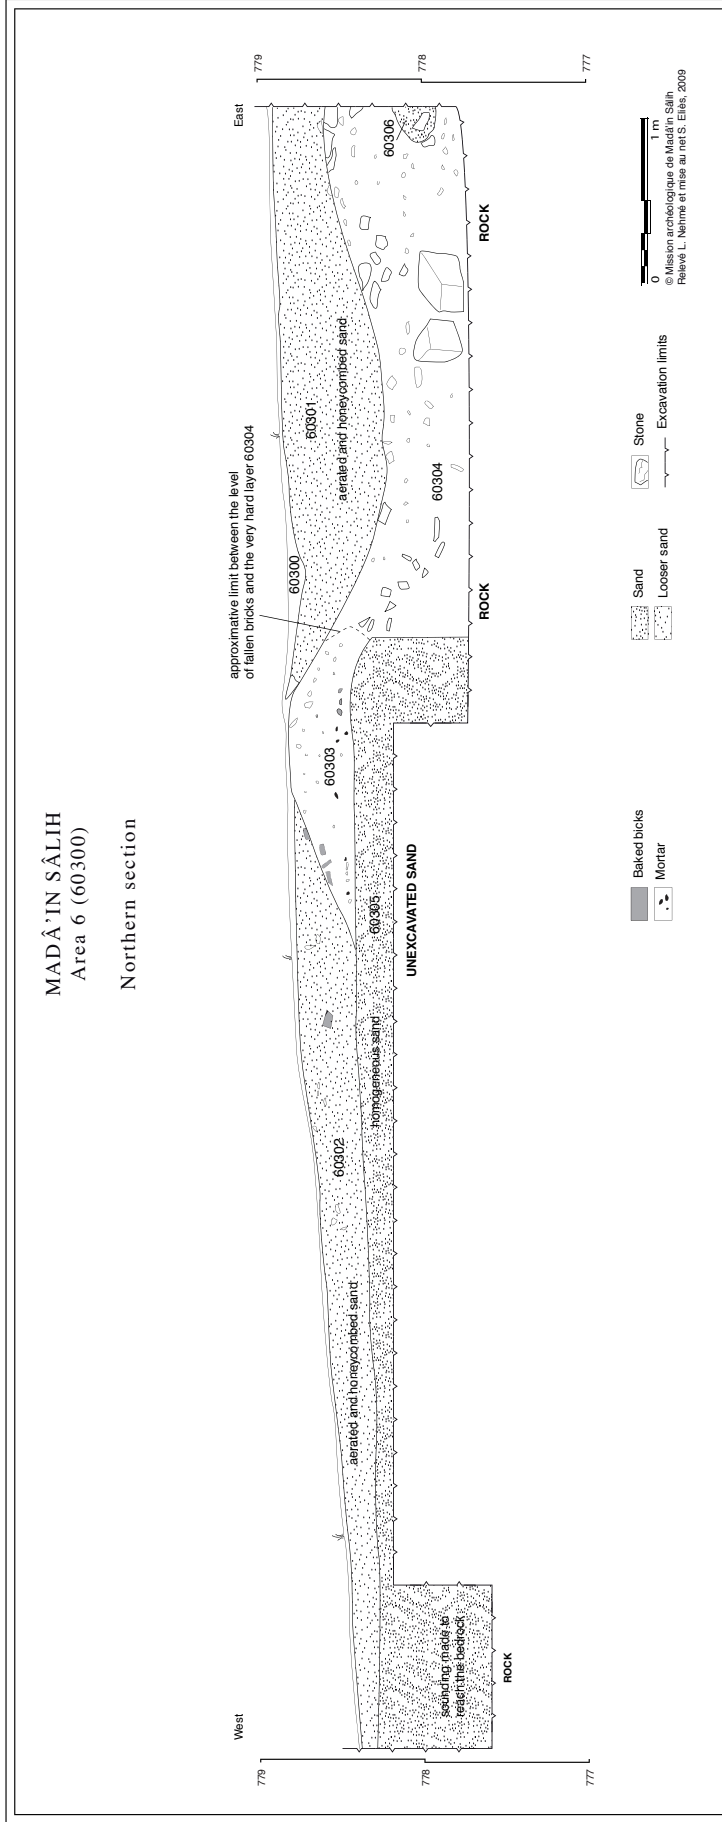 MADÂ'IN SÂLIH
Area 6 (60300)
Northern section
West
East
779
778
777
779
778
777
approximative limit between the level
of fallen bricks and the very hard layer 60304
60300
60301
aerated and honeycombed sand
60302
aerated and honeycombed sand
60303
60304
60305
homogeneous sand
60306
UNEXCAVATED SAND
sounding made to
reach the bedrock
ROCK
ROCK
ROCK
Baked bicks
Mortar
Sand
Looser sand
Stone
Excavation limits
0
1 m
© Mission archéologique de Madâ'in Sâlih
Relevé L. Nehmé et mise au net S. Eliès, 2009